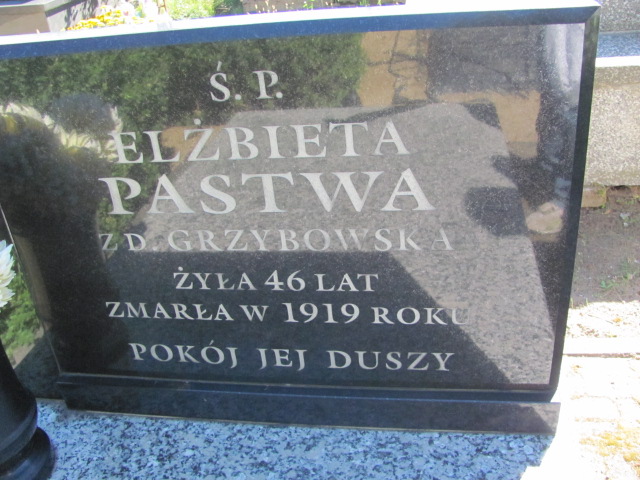 Ś. P.
ELŻBIETA
PASTWA
Z D. GRZYBOWSKA
ŻYŁA 46 LAT
ZMARŁA W 1919 ROKU
POKÓJ JEJ DUSZY